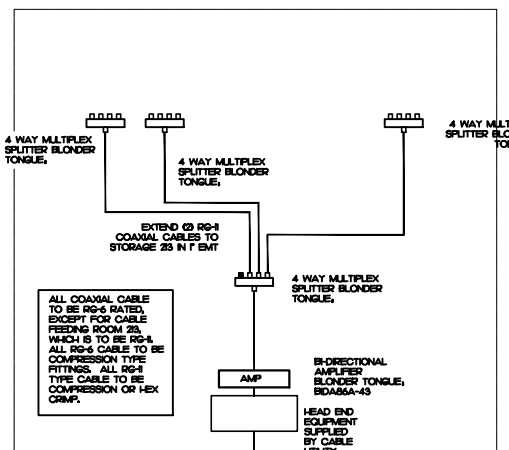 4 WAY MULTIPLEX
SPLITTER BLONDER
TONGUE,
4 WAY MULTIPLEX
SPLITTER BLONDER
TONGUE,
4 WAY
SPLITTER
EXTEND (2) RG-11
COAXIAL CABLES TO
STORAGE 213 IN 1" EMT
4 WAY MULTIPLEX
SPLITTER BLONDER
TONGUE,
ALL COAXIAL CABLE
TO BE RG-6 RATED,
EXCEPT FOR CABLE
FEEDING ROOM 213,
WHICH IS TO BE RG-11.
ALL RG-6 CABLE TO BE
COMPRESSION TYPE
FITTINGS. ALL RG-11
TYPE CABLE TO BE
COMPRESSION OR HEX
CRIMP.
AMP
BI-DIRECTIONAL
AMPLIFIER
BLONDER TONGUE,
BIDA86A-43
HEAD END
EQUIPMENT
SUPPLIED
BY CABLE